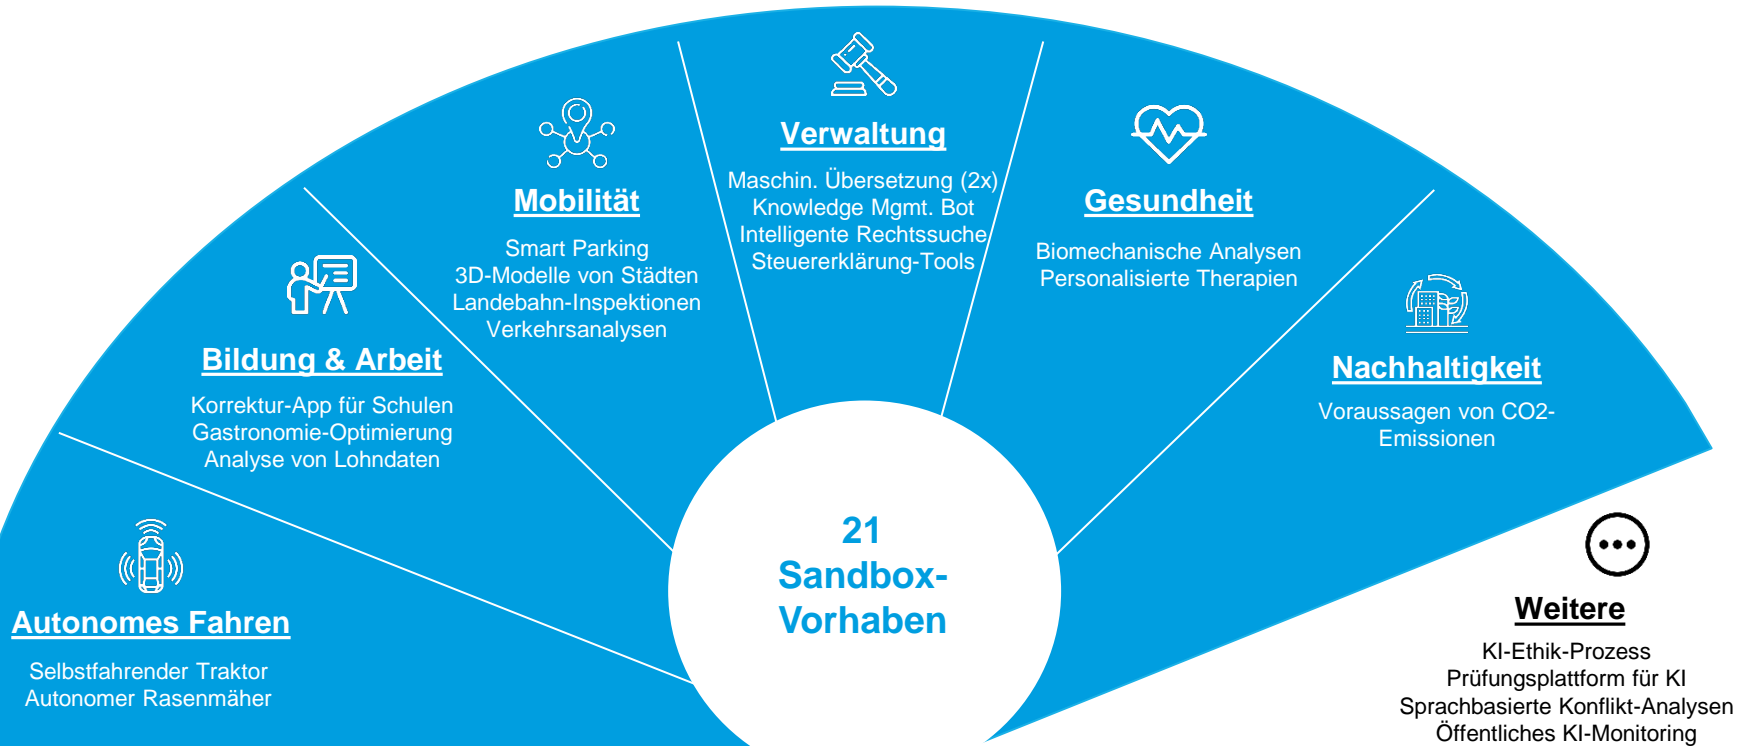 Verwaltung
Maschin. Übersetzung (2x)
Knowledge Mgmt. Bot
Intelligente Rechtssuche
Steuererklärung-Tools
Mobilität
Smart Parking
3D-Modelle von Städten
Landebahn-Inspektionen
Verkehrsanalysen
Gesundheit
Biomechanische Analysen
Personalisierte Therapien
Bildung & Arbeit
Korrektur-App für Schulen
Gastronomie-Optimierung
Analyse von Lohndaten
Nachhaltigkeit
Voraussagen von CO2-
Emissionen
21
Sandbox-
Vorhaben
Autonomes Fahren
Selbstfahrender Traktor
Autonomer Rasenmäher
Weitere
KI-Ethik-Prozess
Prüfungsplattform für KI
Sprachbasierte Konflikt-Analysen
Öffentliches KI-Monitoring